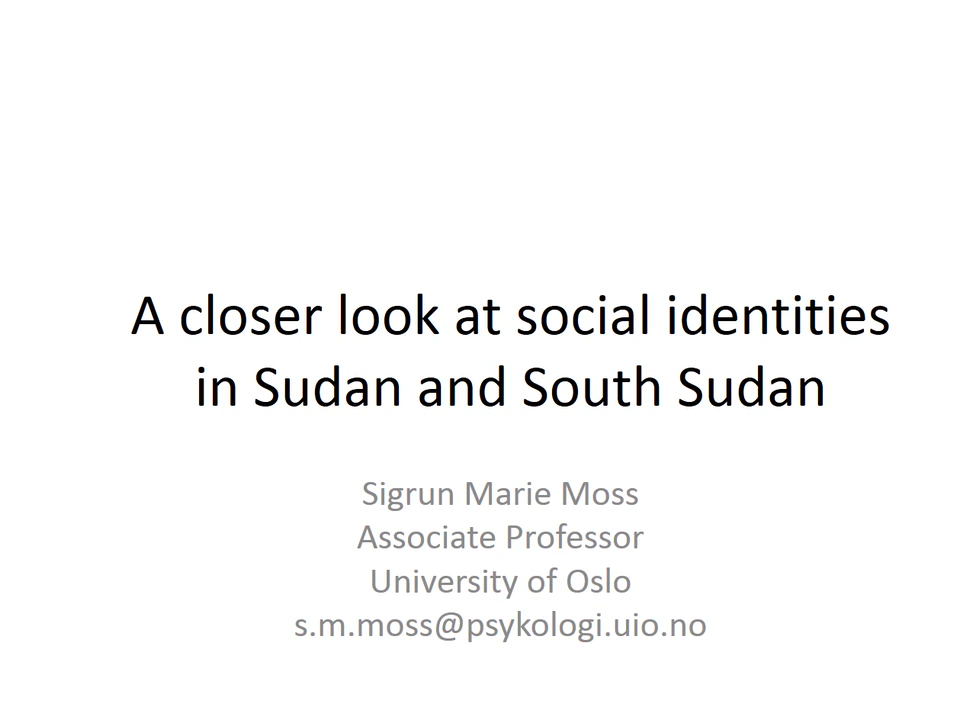 A closer look at social identities
in Sudan and South Sudan
Sigrun Marie Moss
Associate Professor
University of Oslo
s.m.moss@psykologi.uio.no